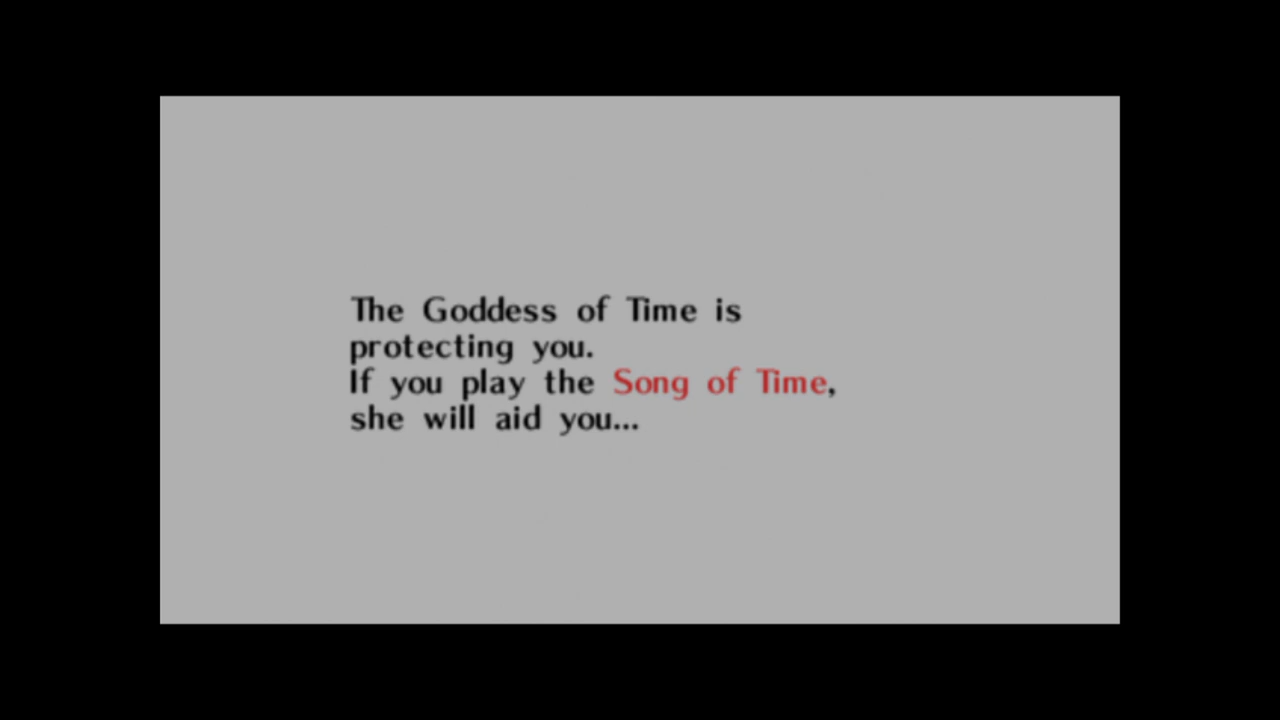 The Goddess of Time is
protecting you.
If you play the Song of Time,
she will aid you...